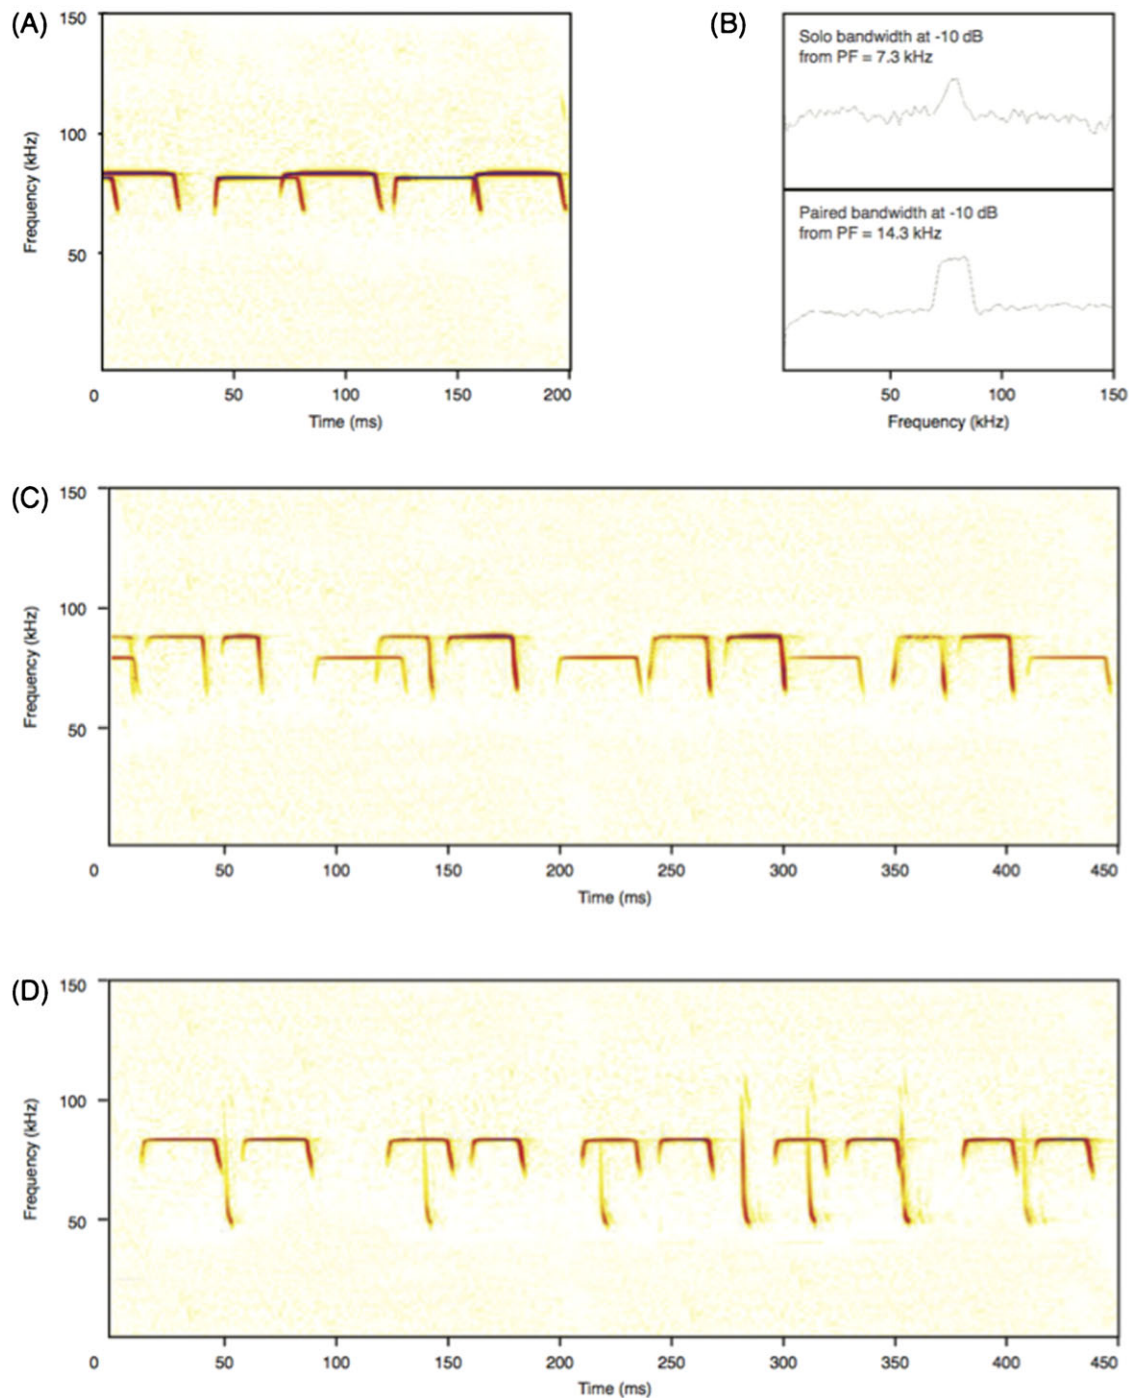 (A)
150
100
50
0
Frequency (kHz)
50
100
150
200
Time (ms)
(B)
Solo bandwidth at -10 dB
from PF = 7.3 kHz
Paired bandwidth at -10 dB
from PF = 14.3 kHz
50
100
150
Frequency (kHz)
(C)
150
100
50
Frequency (kHz)
0
50
100
150
200
250
300
350
400
450
Time (ms)
(D)
150
100
50
Frequency (kHz)
0
50
100
150
200
250
300
350
400
450
Time (ms)